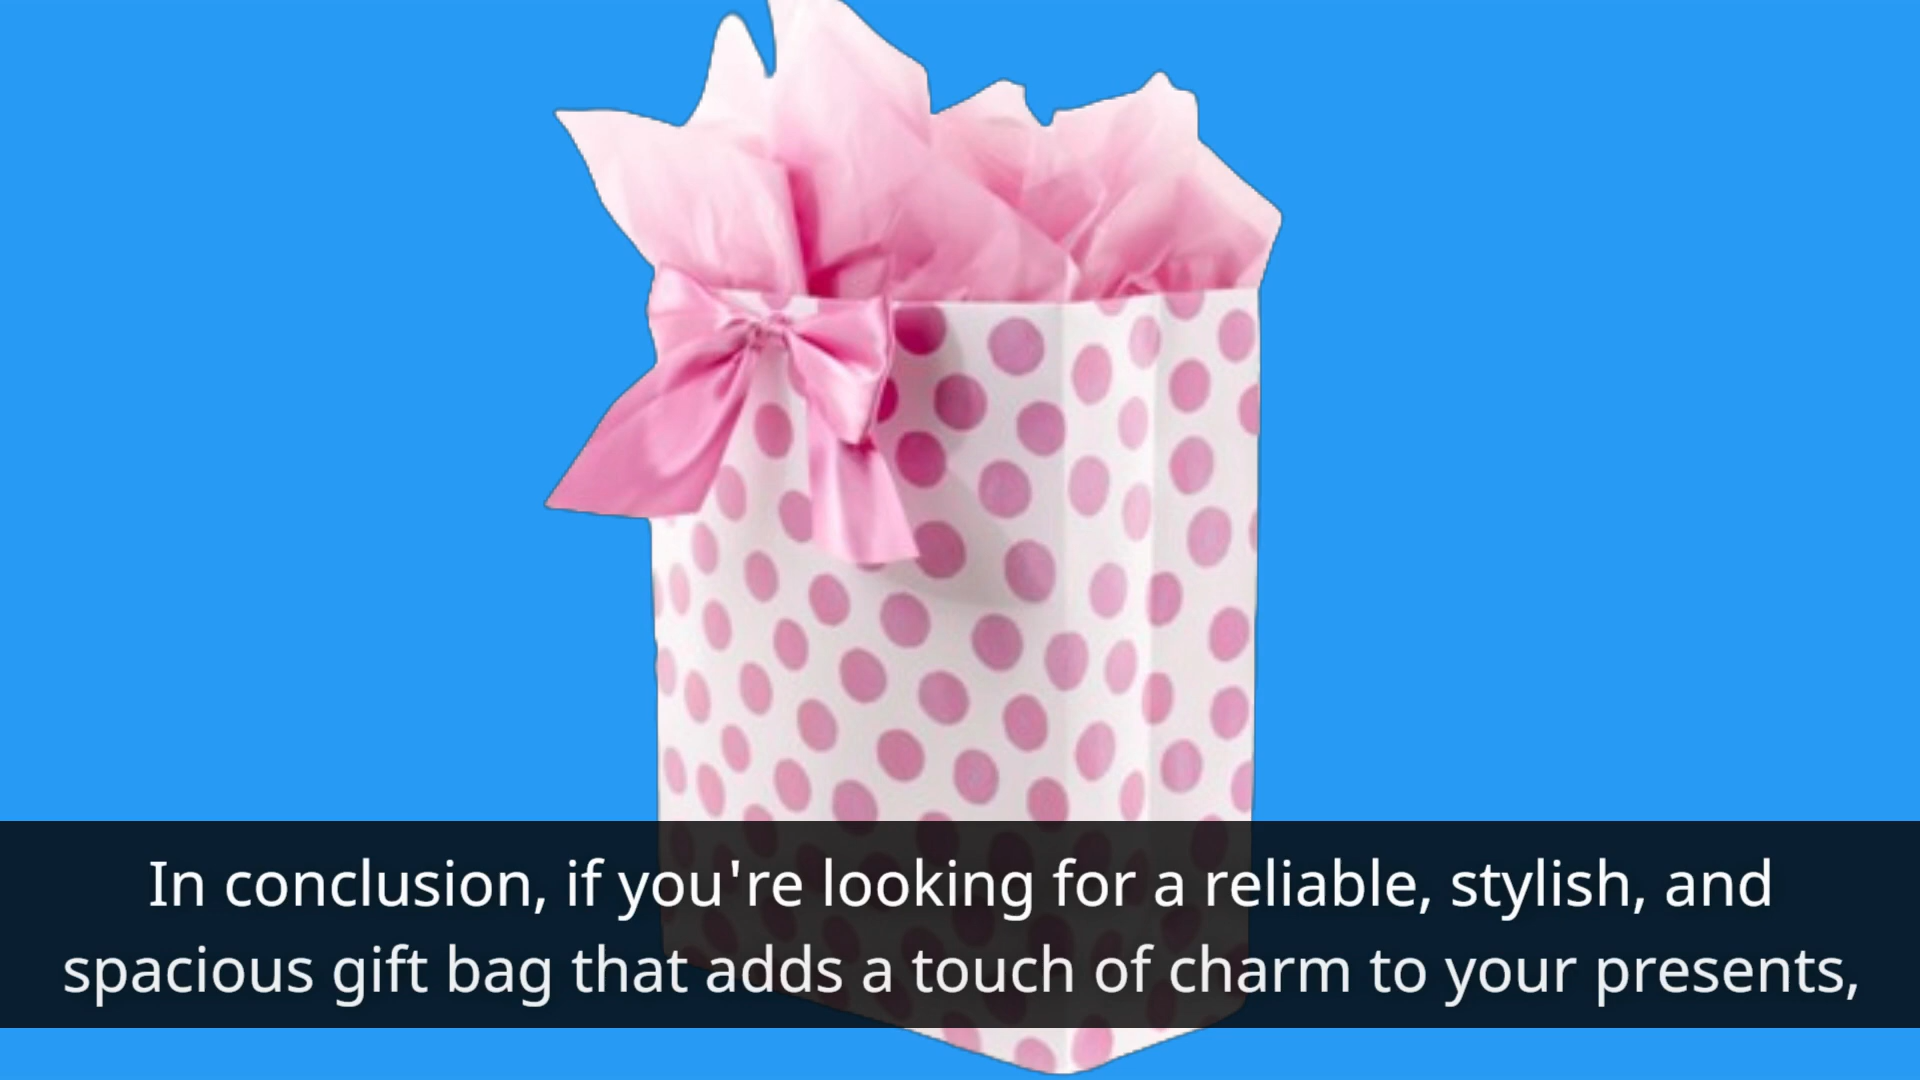 In conclusion, if you're looking for a reliable, stylish, and
spacious gift bag that adds a touch of charm to your presents,